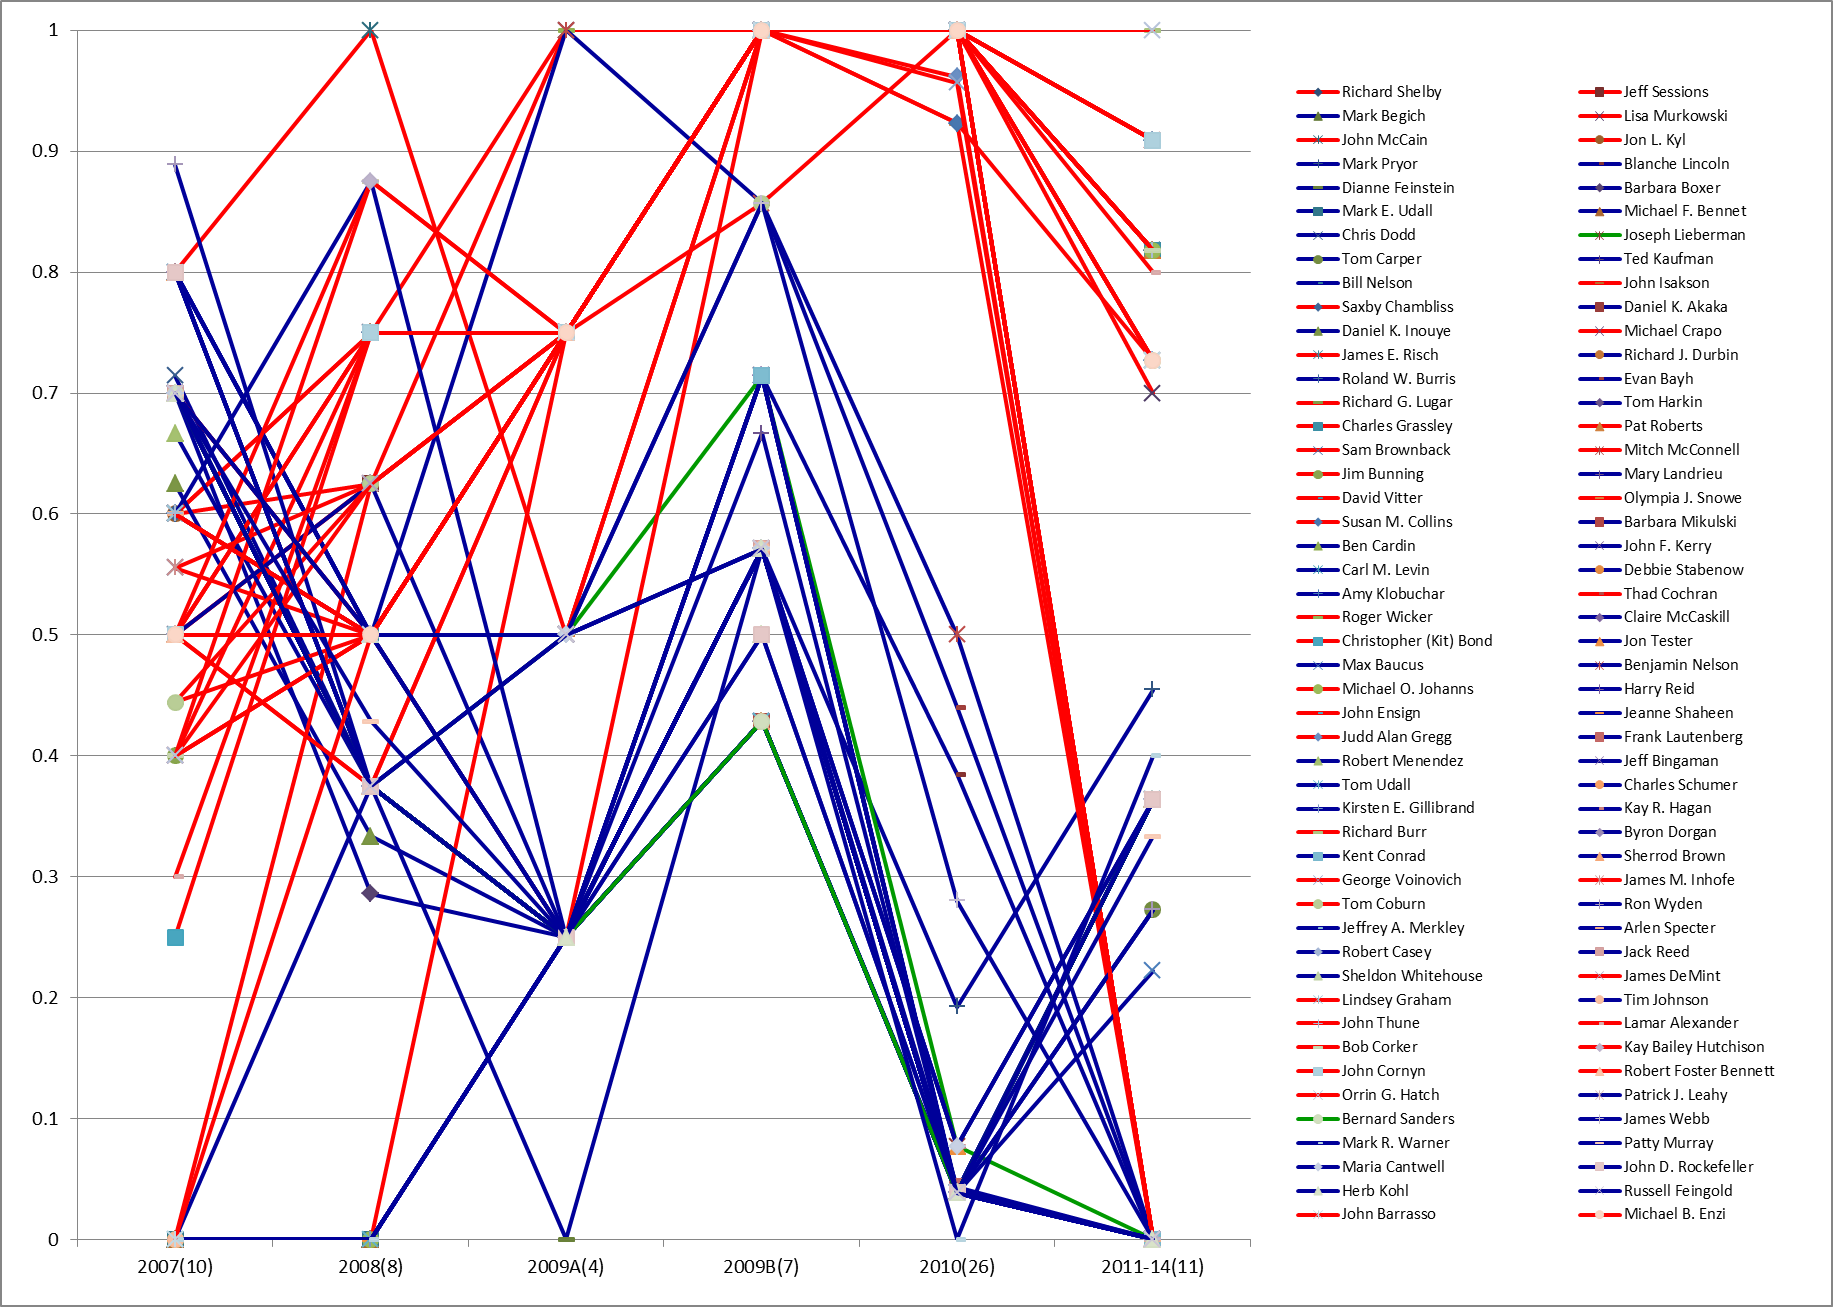 1
0.9
0.8
0.7
0.6
0.5
0.4
0.3
0.2
0.1
0
2007(10) 2008(8) 2009A(4) 2009B(7) 2010(26) 2011-14(11)
Richard Shelby Jeff Sessions
Mark Begich Lisa Murkowski
John McCain Jon L. Kyl
Mark Pryor Blanche Lincoln
Dianne Feinstein Barbara Boxer
Mark E. Udall Michael F. Bennet
Chris Dodd Joseph Lieberman
Tom Carper Ted Kaufman
Bill Nelson John Isakson
Saxby Chambliss Daniel K. Akaka
Daniel K. Inouye Michael Crapo
James E. Risch Richard J. Durbin
Roland W. Burris Evan Bayh
Richard G. Lugar Tom Harkin
Charles Grassley Pat Roberts
Sam Brownback Mitch McConnell
Jim Bunning Mary Landrieu
David Vitter Olympia J. Snowe
Susan M. Collins Barbara Mikulski
Ben Cardin John F. Kerry
Carl M. Levin Debbie Stabenow
Amy Klobuchar Thad Cochran
Roger Wicker Claire McCaskill
Christopher (Kit) Bond Jon Tester
Max Baucus Benjamin Nelson
Michael O. Johanns Harry Reid
John Ensign Jeanne Shaheen
Judd Alan Gregg Frank Lautenberg
Robert Menendez Jeff Bingaman
Tom Udall Charles Schumer
Kirsten E. Gillibrand Kay R. Hagan
Richard Burr Byron Dorgan
Kent Conrad Sherrod Brown
George Voinovich James M. Inhofe
Tom Coburn Ron Wyden
Jeffrey A. Merkley Arlen Specter
Robert Casey Jack Reed
Sheldon Whitehouse James DeMint
Lindsey Graham Tim Johnson
John Thune Lamar Alexander
Bob Corker Kay Bailey Hutchison
John Cornyn Robert Foster Bennett
Orrin G. Hatch Patrick J. Leahy
Bernard Sanders James Webb
Mark R. Warner Patty Murray
Maria Cantwell John D. Rockefeller
Herb Kohl Russell Feingold
John Barrasso Michael B. Enzi